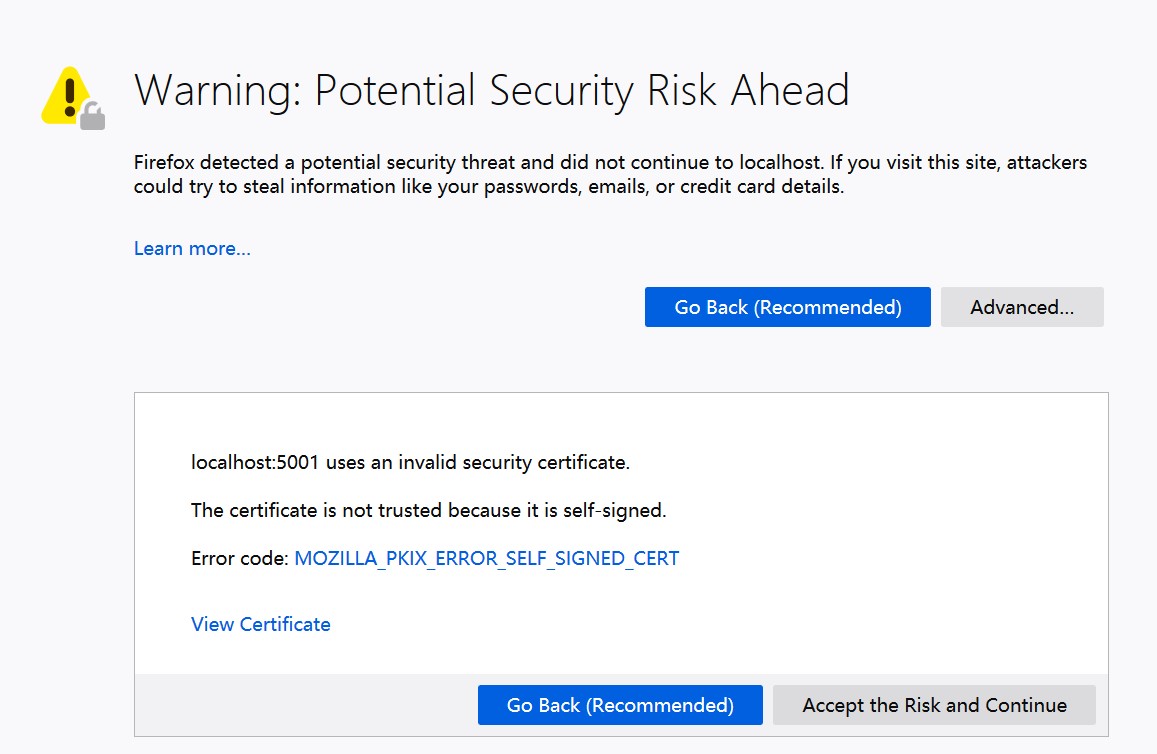 Warning: Potential Security Risk Ahead
Firefox detected a potential security threat and did not continue to localhost. If you visit this site, attackers
could try to steal information like your passwords, emails, or credit card details.
Learn more…
Go Back (Recommended)
Advanced…
localhost:5001 uses an invalid security certificate.
The certificate is not trusted because it is self-signed.
Error code: MOZILLA_PKIX_ERROR_SELF_SIGNED_CERT
View Certificate
Go Back (Recommended)
Accept the Risk and Continue